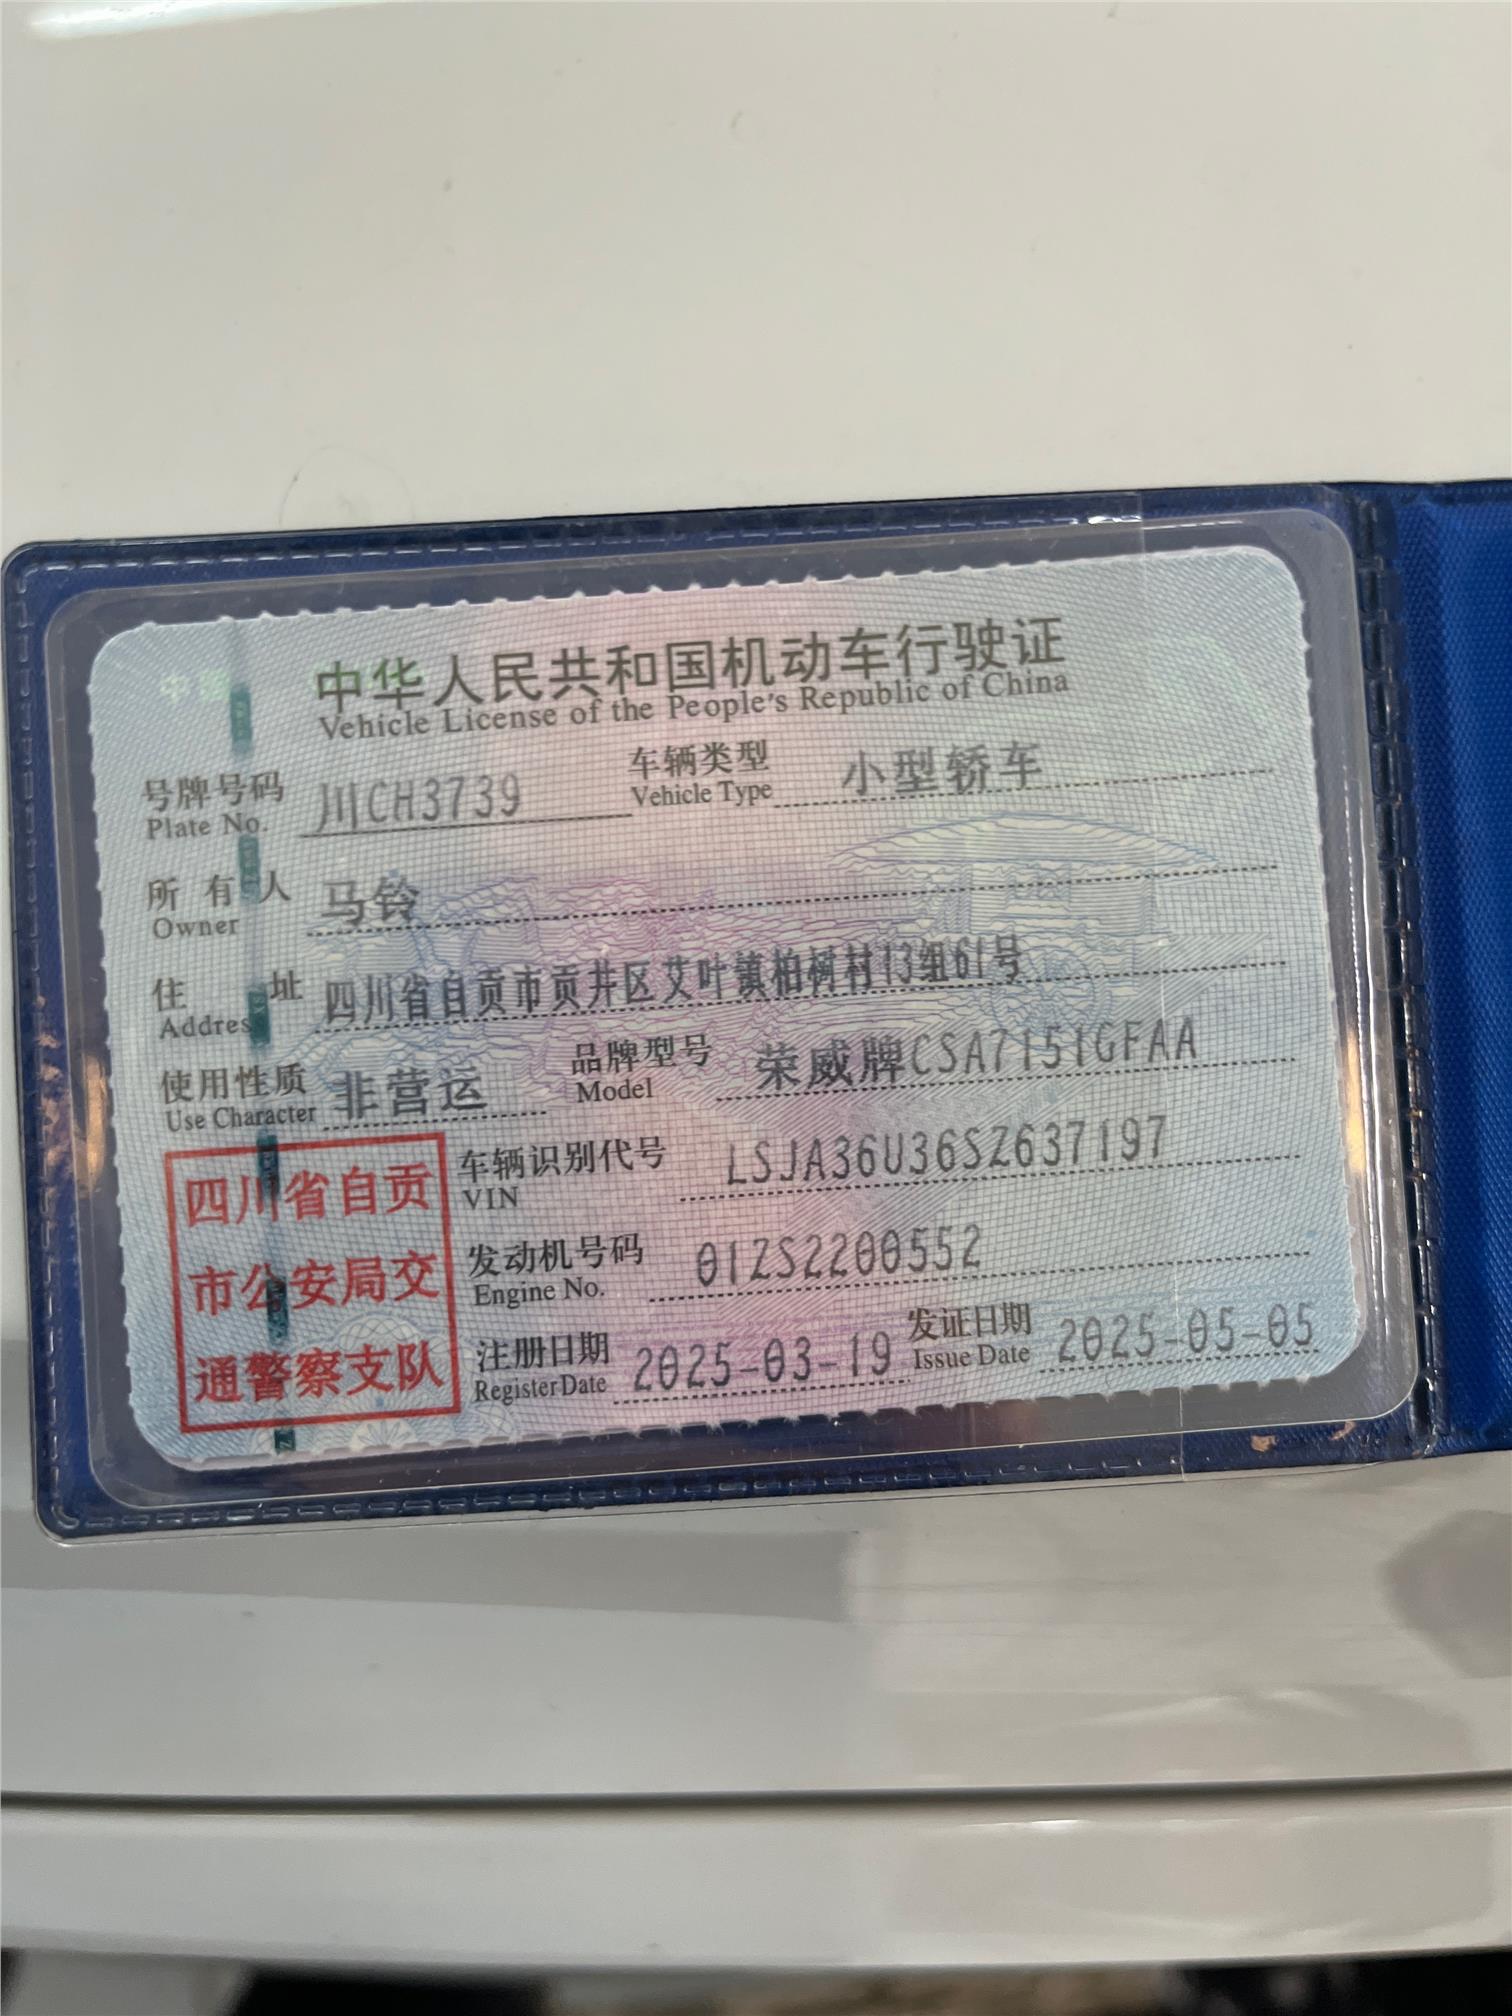 中华人民共和国机动车行驶证
Vehicle License of the People's Republic of China
号牌号码 川CH3739 车辆类型 小型轿车
Plate No. Vehicle Type
所有人 马铃
Owner
住址 四川省自贡市贡井区艾叶镇柏树村13组61号
Addres
使用性质 非营运 品牌型号 荣威牌CSA7151GFAA
Use Character Model
四川省自贡
市公安局交
通警察支队
车辆识别代号 LSJA36U36SZ637197
VIN
发动机号码 01ZS2200552
Engine No.
注册日期 2025-03-19 发证日期 2025-05-05
Register Date Issue Date